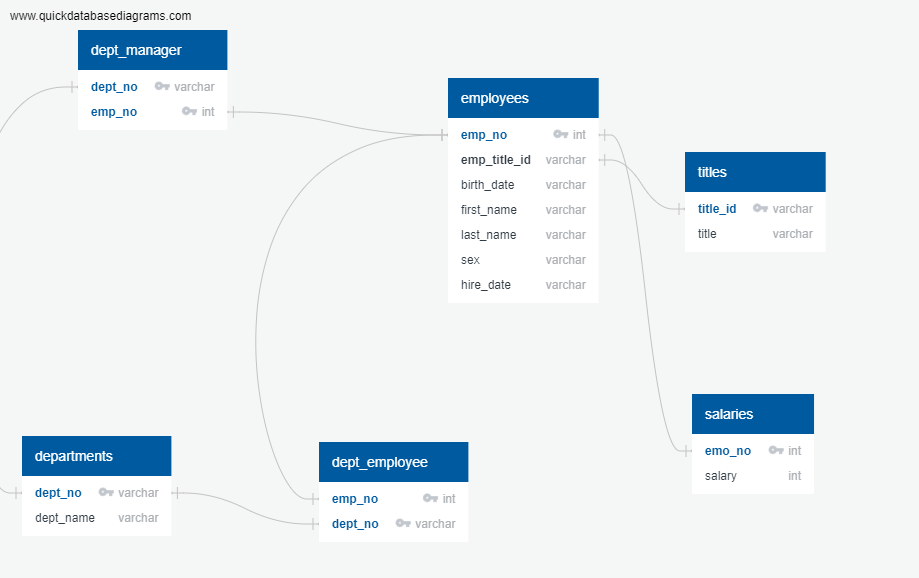 www.quickdatabasediagrams.com
dept_manager
dept_no varchar
emp_no int
employees
emp_no int
emp_title_id varchar
birth_date varchar
first_name varchar
last_name varchar
sex varchar
hire_date varchar
titles
title_id varchar
title varchar
salaries
emo_no int
salary int
departments
dept_no varchar
dept_name varchar
dept_employee
emp_no int
dept_no varchar